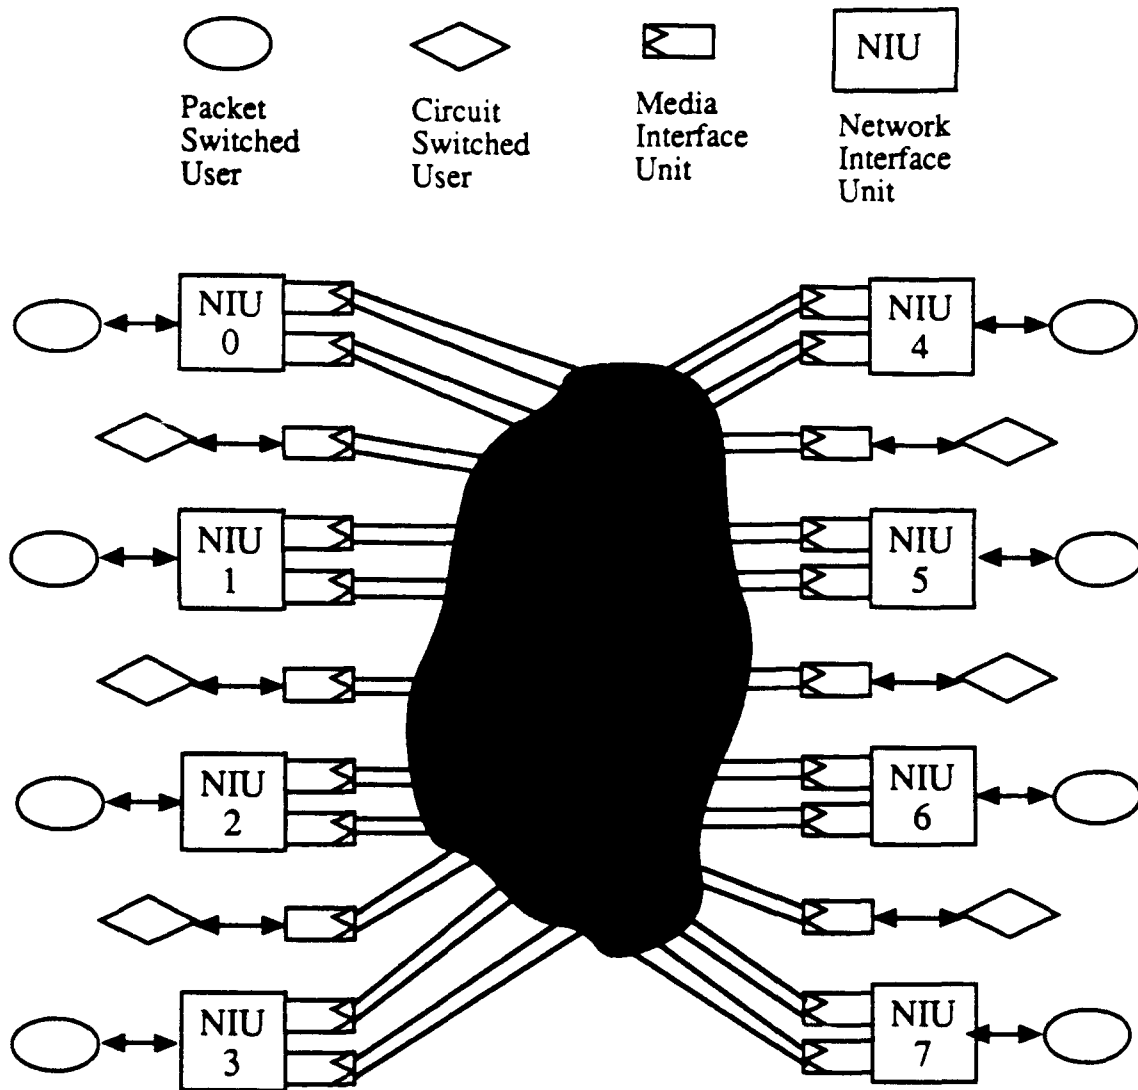 NIU
Packet
Switched
User
Circuit
Switched
User
Media
Interface
Unit
Network
Interface
Unit
NIU
0
NIU
4
NIU
1
NIU
5
NIU
2
NIU
6
NIU
3
NIU
7